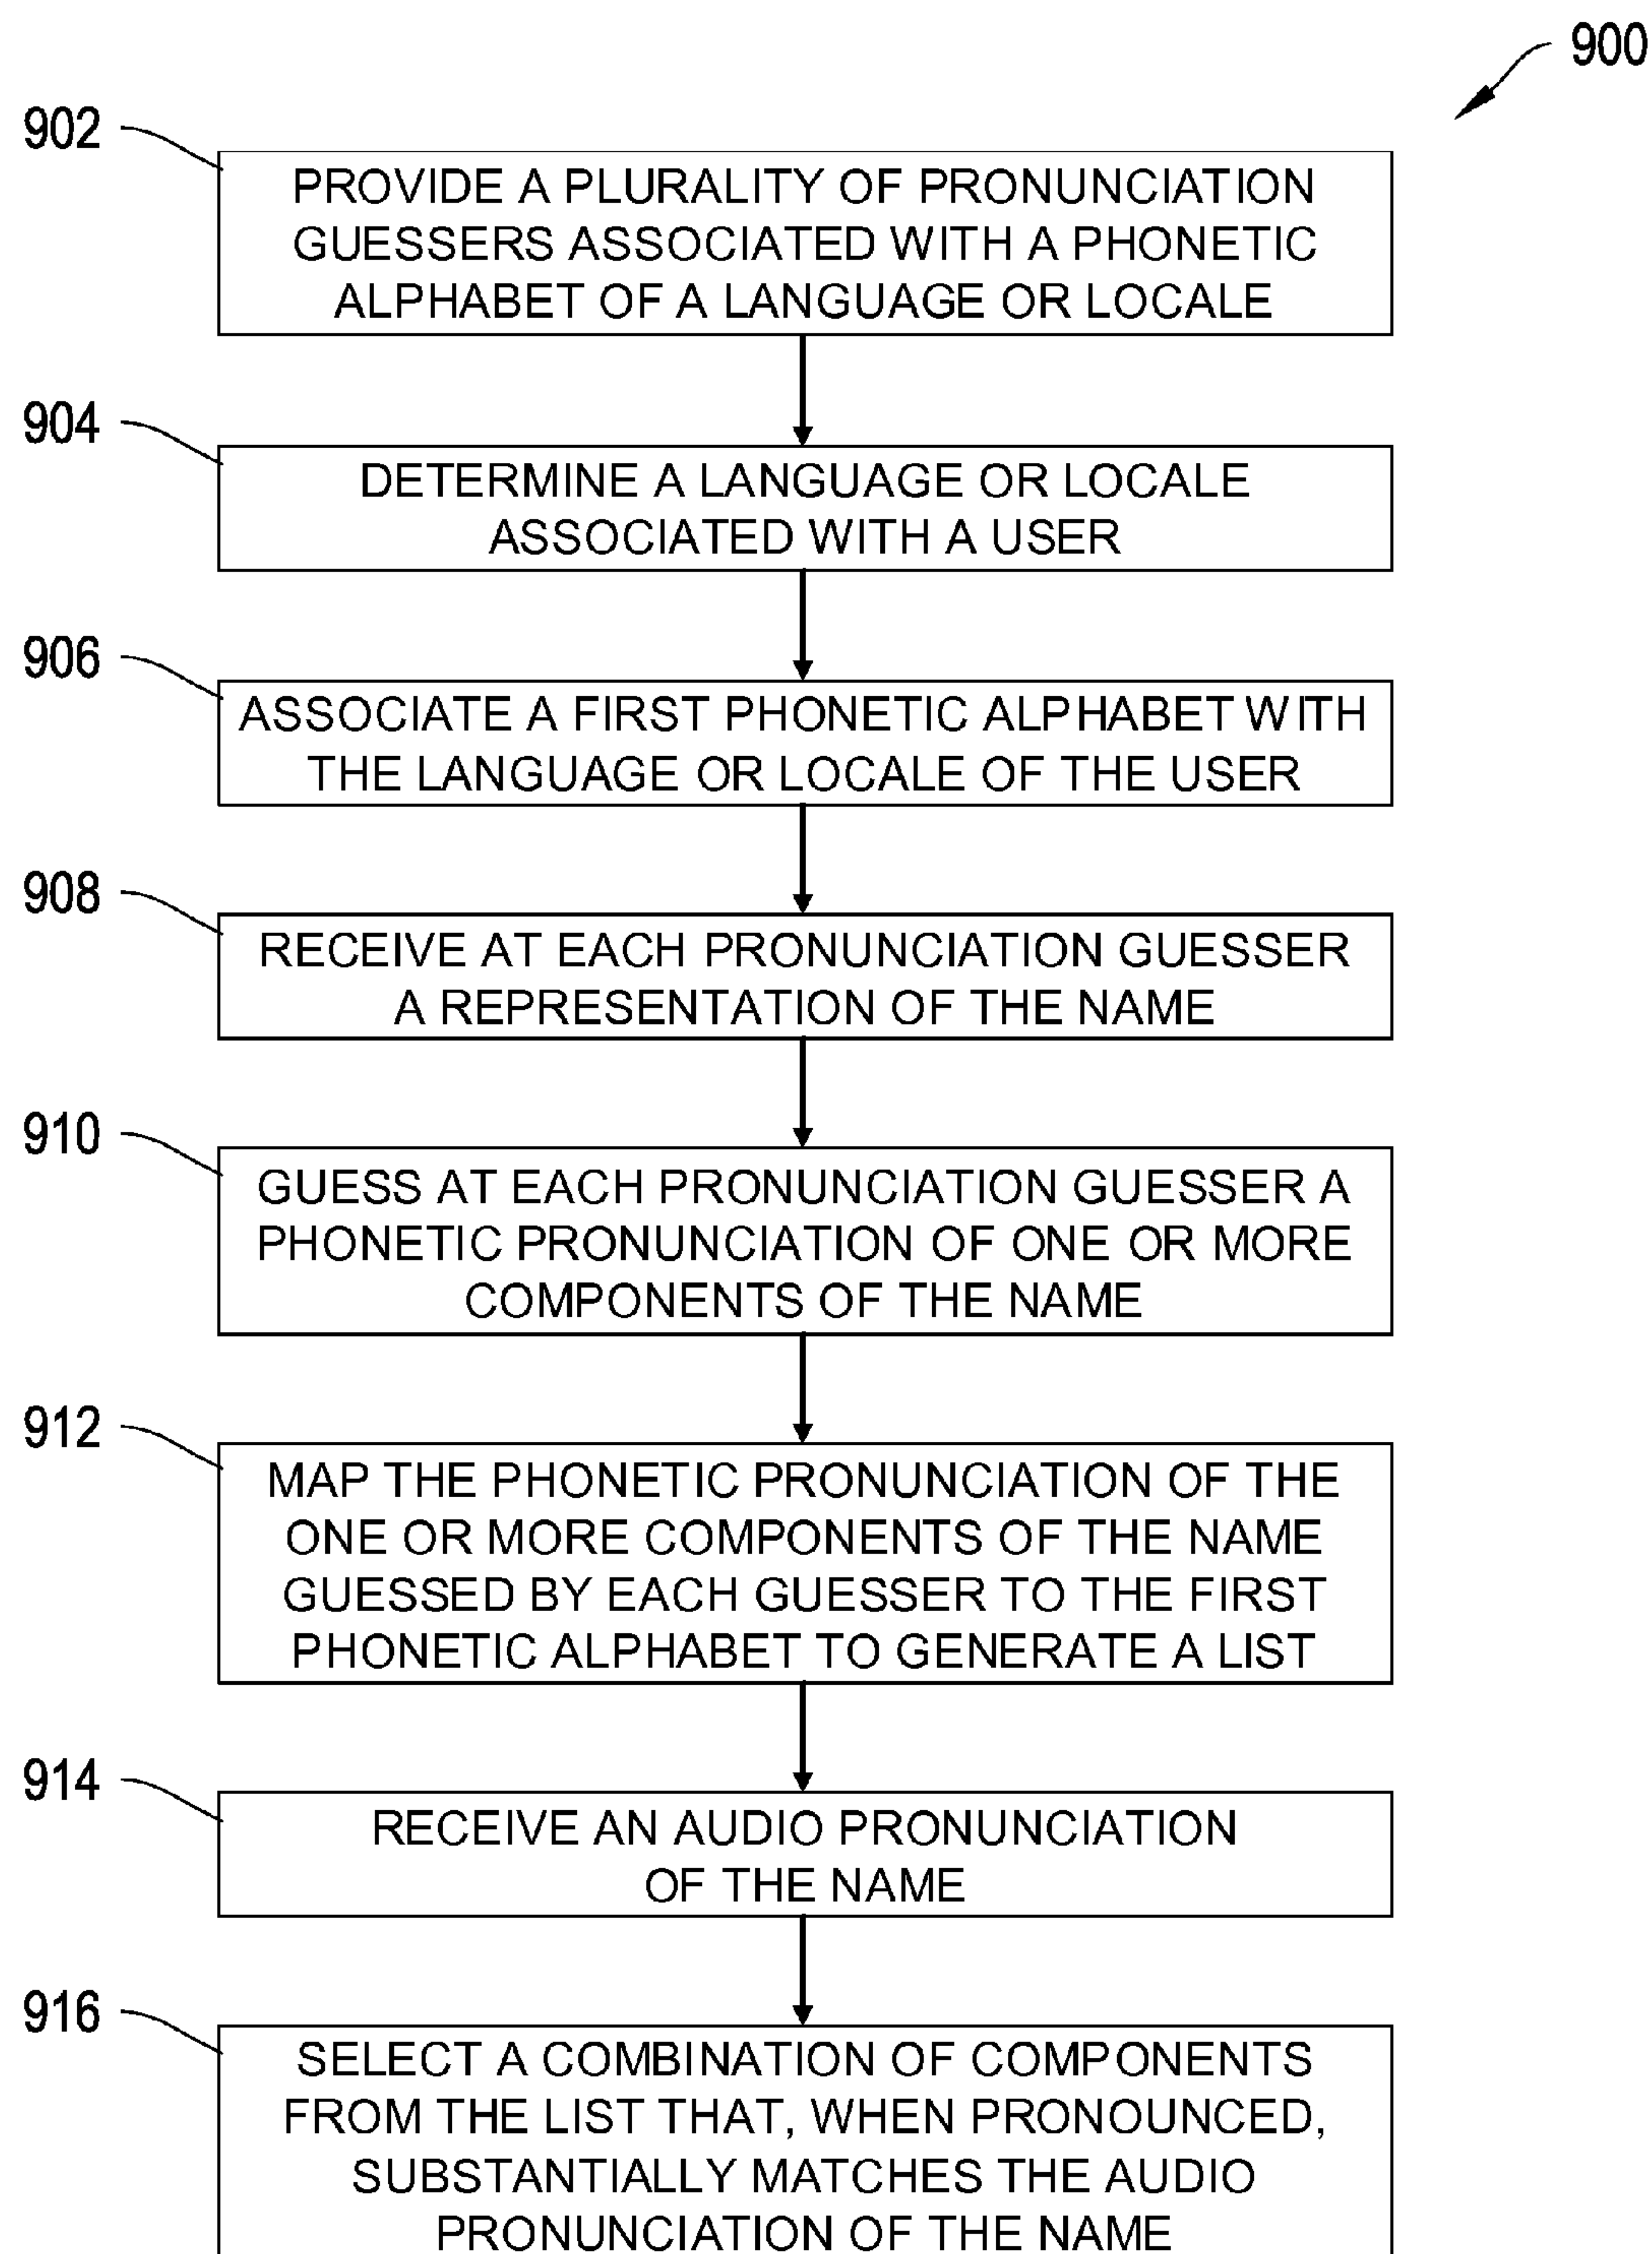 900
902
PROVIDE A PLURALITY OF PRONUNCIATION
GUESSERS ASSOCIATED WITH A PHONETIC
ALPHABET OF A LANGUAGE OR LOCALE
904
DETERMINE A LANGUAGE OR LOCALE
ASSOCIATED WITH A USER
906
ASSOCIATE A FIRST PHONETIC ALPHABET WITH
THE LANGUAGE OR LOCALE OF THE USER
908
RECEIVE AT EACH PRONUNCIATION GUESSER
A REPRESENTATION OF THE NAME
910
GUESS AT EACH PRONUNCIATION GUESSER A
PHONETIC PRONUNCIATION OF ONE OR MORE
COMPONENTS OF THE NAME
912
MAP THE PHONETIC PRONUNCIATION OF THE
ONE OR MORE COMPONENTS OF THE NAME
GUESSED BY EACH GUESSER TO THE FIRST
PHONETIC ALPHABET TO GENERATE A LIST
914
RECEIVE AN AUDIO PRONUNCIATION
OF THE NAME
916
SELECT A COMBINATION OF COMPONENTS
FROM THE LIST THAT, WHEN PRONOUNCED,
SUBSTANTIALLY MATCHES THE AUDIO
PRONUNCIATION OF THE NAME